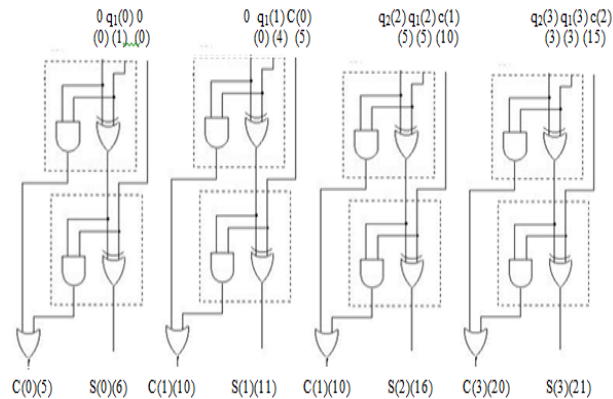 0 q₁(0) 0
(0) (1) (0)
0 q₁(1) C(0)
(0) (4) (5)
q₂(2) q₁(2) c(1)
(5) (5) (10)
q₂(3) q₁(3) c(2)
(3) (3) (15)
C(0)(5) S(0)(6) C(1)(10) S(1)(11) C(1)(10) S(2)(16) C(3)(20) S(3)(21)